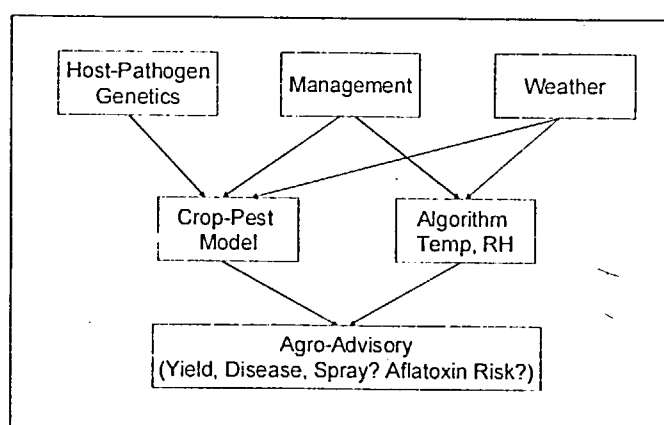 Host-Pathogen
Genetics
Management
Weather
Crop-Pest
Model
Algorithm
Temp, RH
Agro-Advisory
(Yield, Disease, Spray? Aflatoxin Risk?)